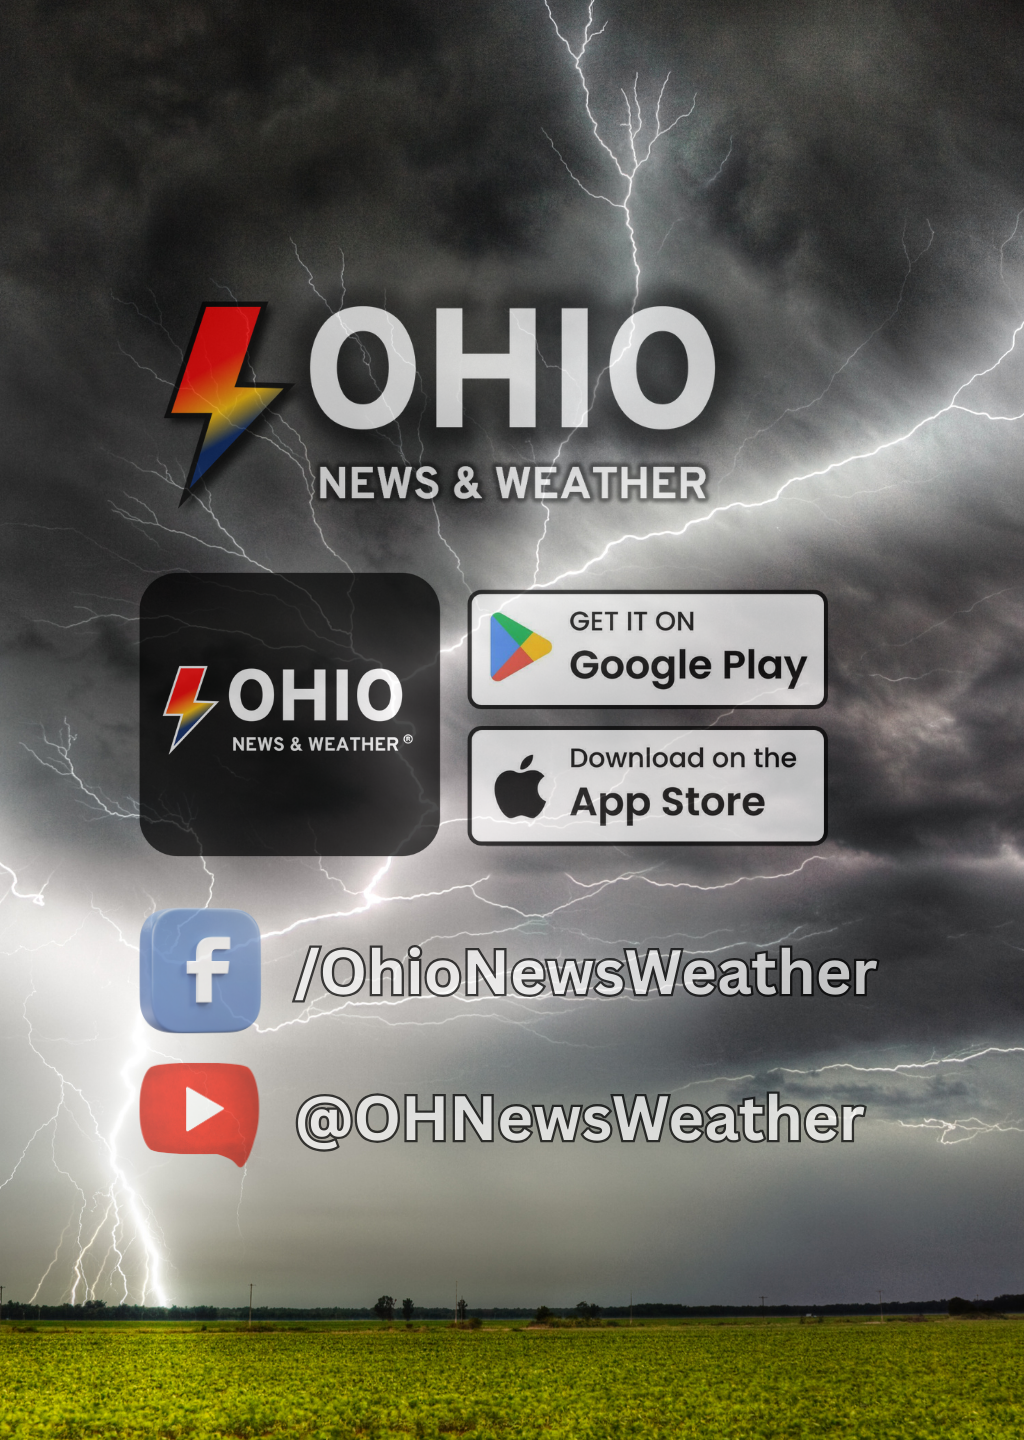 OHIO
NEWS & WEATHER
OHIO
NEWS & WEATHER®
GET IT ON
Google Play
Download on the
App Store
f
/OhioNewsWeather
@OHNewsWeather